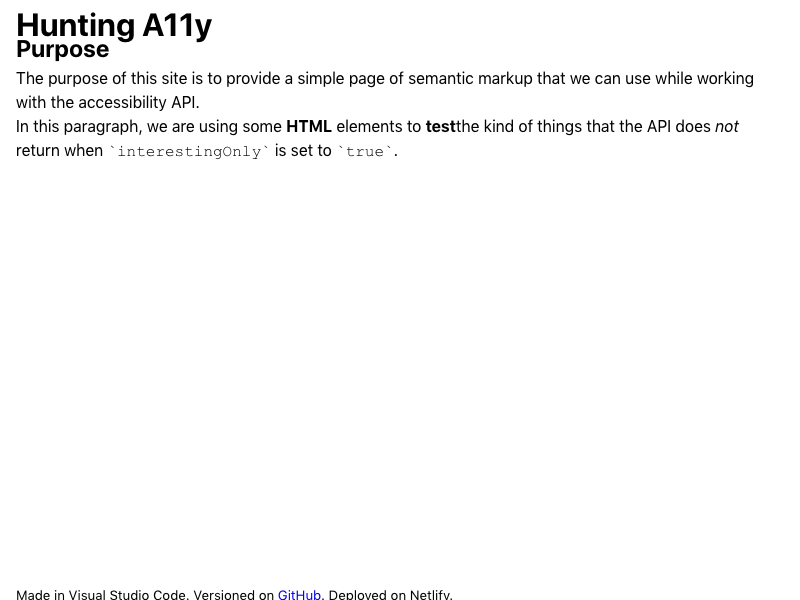 Hunting A11y
Purpose
The purpose of this site is to provide a simple page of semantic markup that we can use while working
with the accessibility API.
In this paragraph, we are using some HTML elements to testthe kind of things that the API does not
return when `interestingOnly` is set to `true`.
Made in Visual Studio Code. Versioned on GitHub. Deployed on Netlify.